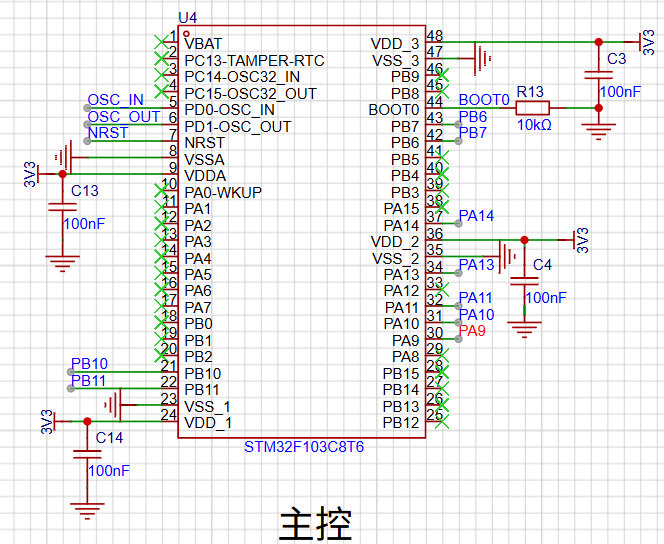 U4
1 VBAT VDD_3 48 3V3
2 PC13-TAMPER-RTC VSS_3 47 C3
3 PC14-OSC32_IN PB9 46
4 PC15-OSC32_OUT PB8 45 100nF
OSC_IN 5 PD0-OSC_IN BOOT0 44 BOOT0 R13 10kΩ
OSC_OUT 6 PD1-OSC_OUT PB7 43 PB6
NRST 7 NRST PB6 42 PB7
8 VSSA PB5 41
3V3 9 VDDA PB4 40
C13 10 PA0-WKUP PB3 39
11 PA1 PA15 38
100nF 12 PA2 PA14 37 PA14
13 PA3 VDD_2 36 3V3
14 PA4 VSS_2 35
15 PA5 PA13 34 PA13 C4
16 PA6 PA12 33 100nF
17 PA7 PA11 32 PA11
18 PB0 PA10 31 PA10
19 PB1 PA9 30 PA9
20 PB2 PA8 29
PB10 21 PB10 PB15 28
PB11 22 PB11 PB14 27
23 VSS_1 PB13 26
3V3 24 VDD_1 PB12 25
C14
STM32F103C8T6
100nF
主控